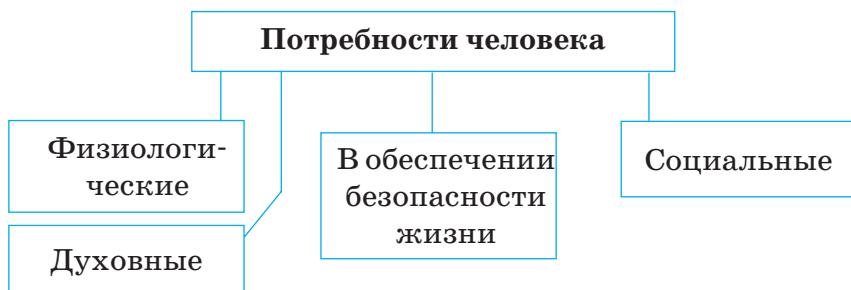 Потребности человека
Физиологи-
ческие
Духовные
В обеспечении
безопасности
жизни
Социальные